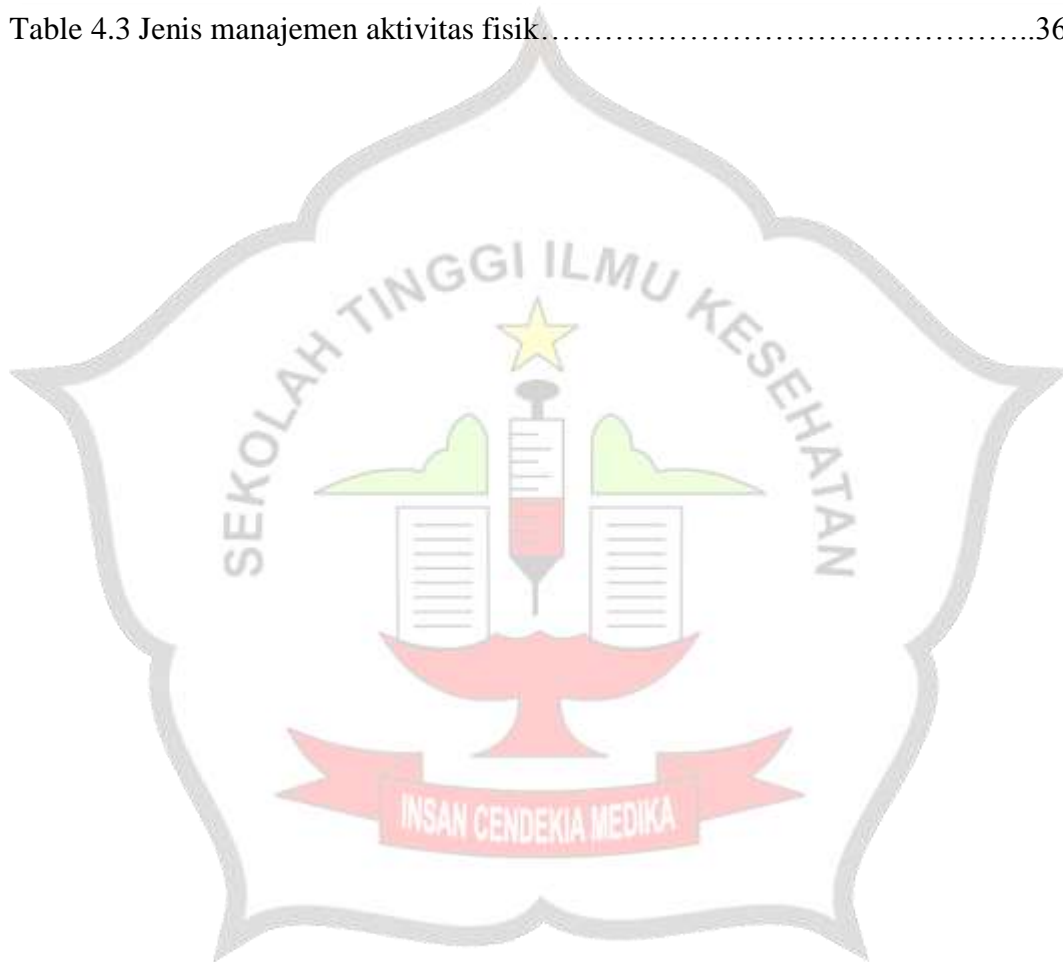 Table 4.3 Jenis manajemen aktivitas fisik…………………………………………..36
SEKOLAH TINGGI ILMU KESEHATAN
INSAN CENDEKIA MEDIKA